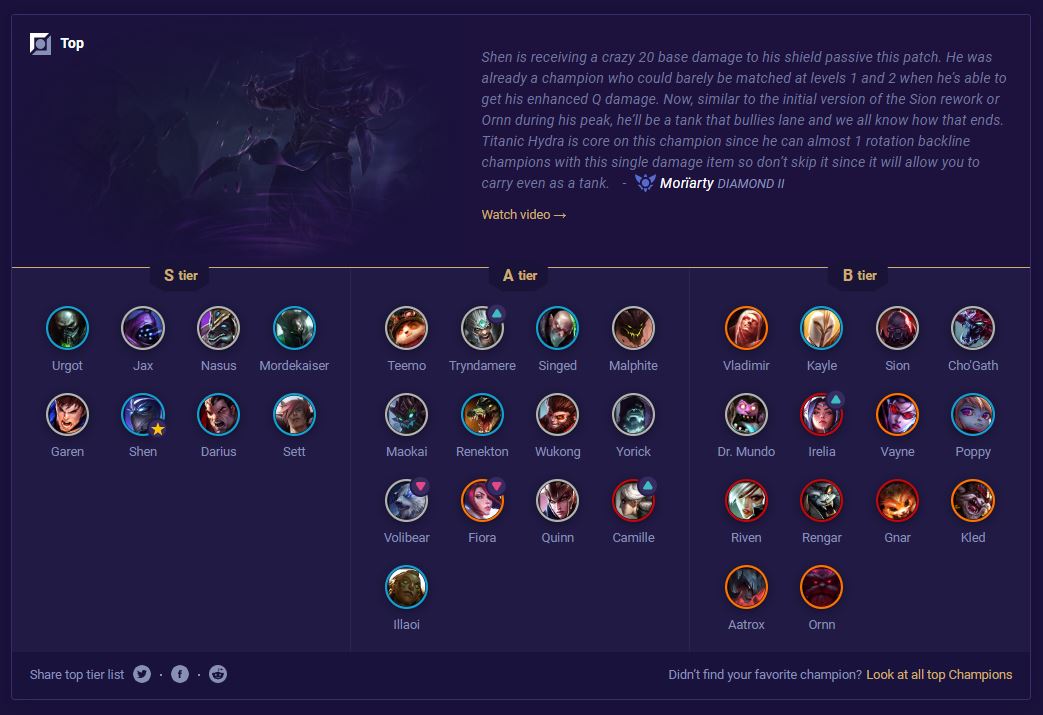 Top
Shen is receiving a crazy 20 base damage to his shield passive this patch. He was
already a champion who could barely be matched at levels 1 and 2 when he's able to
get his enhanced Q damage. Now, similar to the initial version of the Sion rework or
Ornn during his peak, he'll be a tank that bullies lane and we all know how that ends.
Titanic Hydra is core on this champion since he can almost 1 rotation backline
champions with this single damage item so don't skip it since it will allow you to
carry even as a tank. - Morïarty DIAMOND II
Watch video →
S tier A tier B tier
Urgot Jax Nasus Mordekaiser Teemo Tryndamere Singed Malphite Vladimir Kayle Sion Cho'Gath
Garen Shen Darius Sett Maokai Renekton Wukong Yorick Dr. Mundo Irelia Vayne Poppy
Volibear Fiora Quinn Camille Riven Rengar Gnar Kled
Illaoi Aatrox Ornn
Share top tier list · · Didn't find your favorite champion? Look at all top Champions